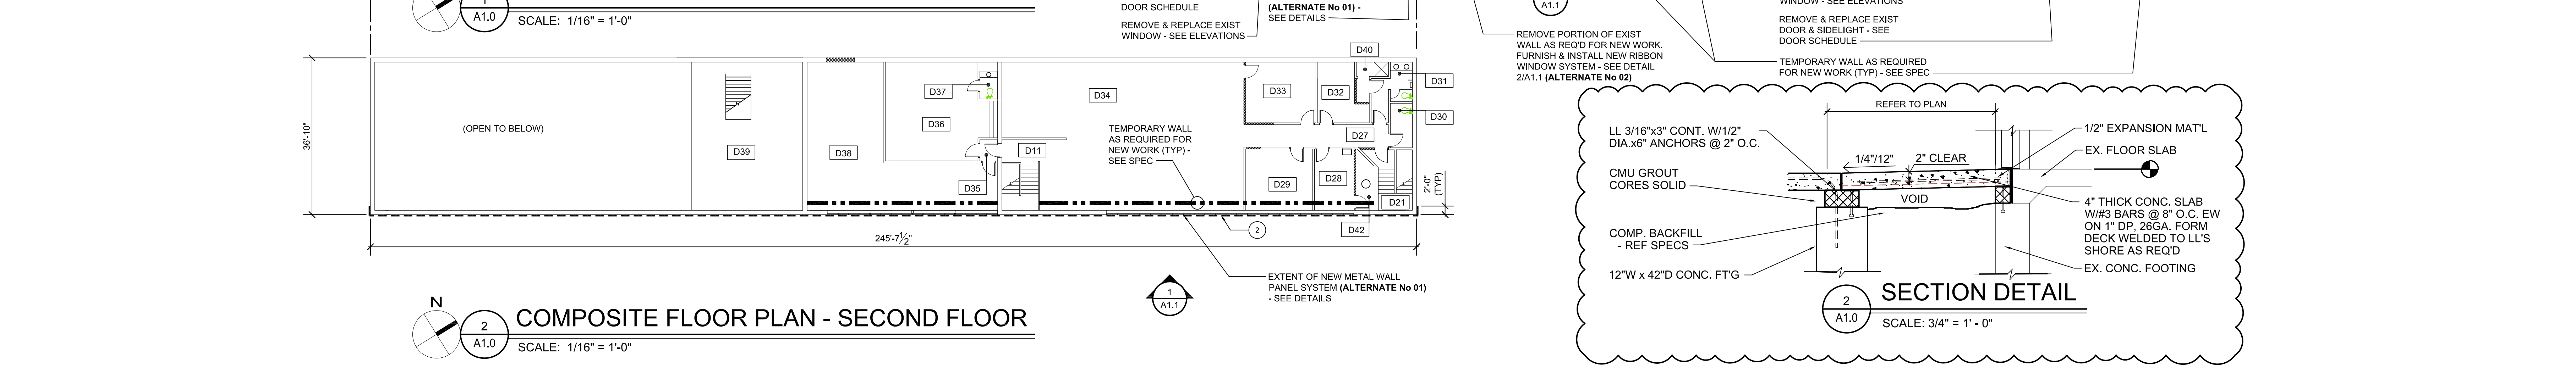 1
A1.0
SCALE: 1/16" = 1'-0"
DOOR SCHEDULE
REMOVE & REPLACE EXIST
WINDOW - SEE ELEVATIONS
(ALTERNATE No 01) -
SEE DETAILS
A1.1
REMOVE PORTION OF EXIST
WALL AS REQ'D FOR NEW WORK.
FURNISH & INSTALL NEW RIBBON
WINDOW SYSTEM - SEE DETAIL
2/A1.1 (ALTERNATE No 02)
WINDOW - SEE ELEVATIONS
REMOVE & REPLACE EXIST
DOOR & SIDELIGHT - SEE
DOOR SCHEDULE
TEMPORARY WALL AS REQUIRED
FOR NEW WORK (TYP) - SEE SPEC
36'-10"
(OPEN TO BELOW)
D39
D38
D37
D36
D35
D11
D34
TEMPORARY WALL
AS REQUIRED FOR
NEW WORK (TYP) -
SEE SPEC
D33
D32
D40
D31
D30
D27
D29
D28
D21
D42
2'-0"
(TYP)
2
245'-7 1/2"
EXTENT OF NEW METAL WALL
PANEL SYSTEM (ALTERNATE No 01)
- SEE DETAILS
1
A1.1
N
2
A1.0
COMPOSITE FLOOR PLAN - SECOND FLOOR
SCALE: 1/16" = 1'-0"
REFER TO PLAN
LL 3/16"x3" CONT. W/1/2"
DIA.x6" ANCHORS @ 2" O.C.
1/4"/12"
2" CLEAR
1/2" EXPANSION MAT'L
EX. FLOOR SLAB
CMU GROUT
CORES SOLID
VOID
4" THICK CONC. SLAB
W/#3 BARS @ 8" O.C. EW
ON 1" DP, 26GA. FORM
DECK WELDED TO LL'S
SHORE AS REQ'D
COMP. BACKFILL
- REF SPECS
12"W x 42"D CONC. FT'G
EX. CONC. FOOTING
2
A1.0
SECTION DETAIL
SCALE: 3/4" = 1' - 0"